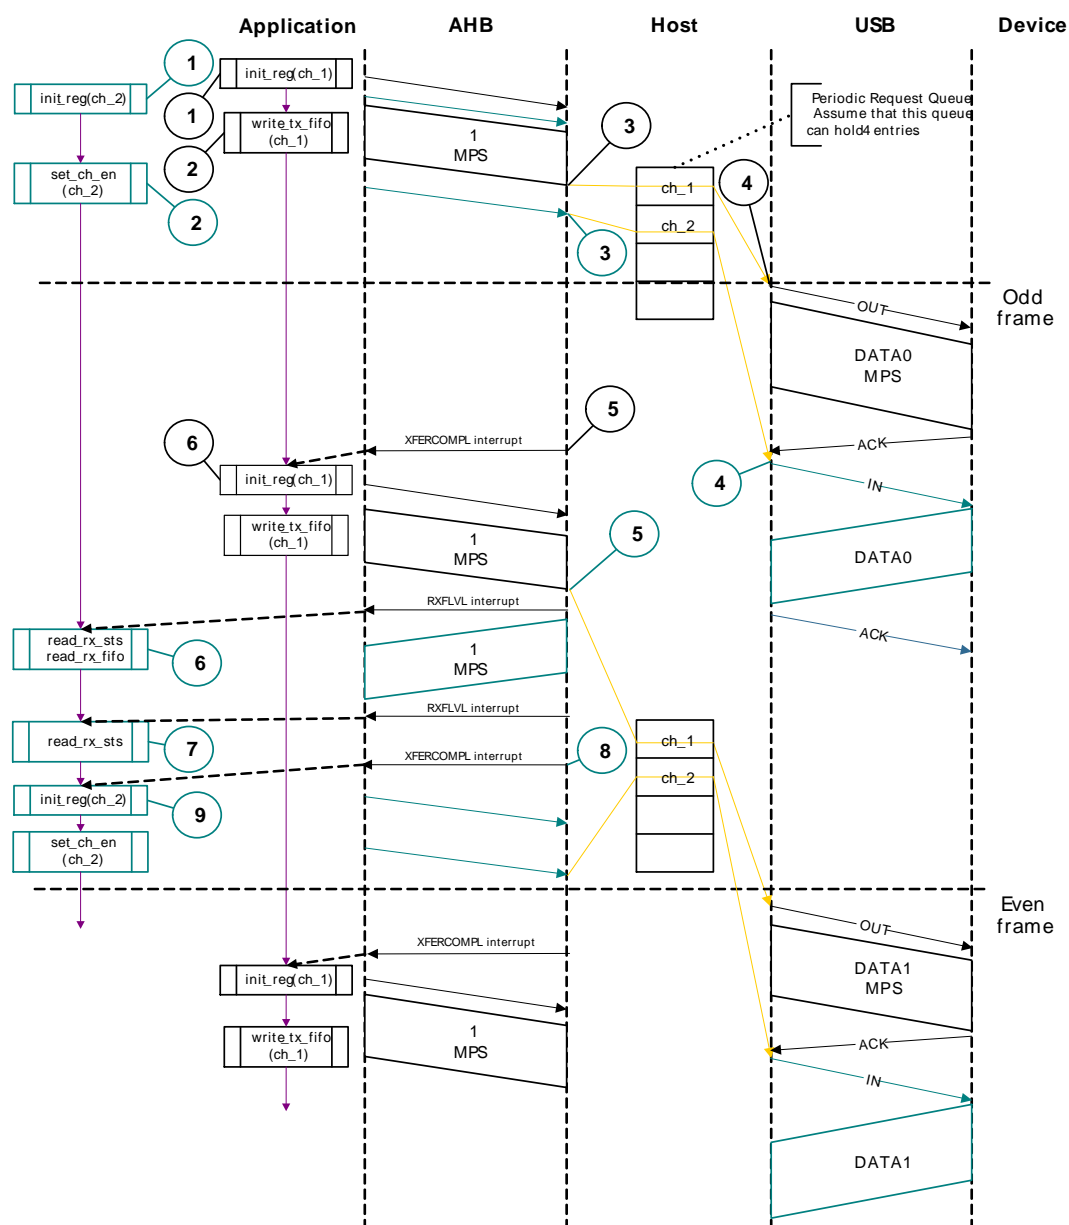 Application
AHB
Host
USB
Device
1
init_reg(ch_1)
init_reg(ch_2)
1
write_tx_fifo
(ch_1)
1
MPS
3
Periodic Request Queue
Assume that this queue
can hold4 entries
2
set_ch_en
(ch_2)
4
ch_1
2
ch_2
3
Odd
frame
OUT
DATA0
MPS
5
6
XFERCOMPL interrupt
ACK
init_reg(ch_1)
4
IN
write_tx_fifo
(ch_1)
1
MPS
5
DATA0
RXFLVL interrupt
read_rx_sts
read_rx_fifo
6
1
MPS
ACK
RXFLVL interrupt
read_rx_sts
7
ch_1
XFERCOMPL interrupt
8
ch_2
init_reg(ch_2)
9
set_ch_en
(ch_2)
Even
frame
OUT
XFERCOMPL interrupt
init_reg(ch_1)
DATA1
MPS
write_tx_fifo
(ch_1)
1
MPS
ACK
IN
DATA1